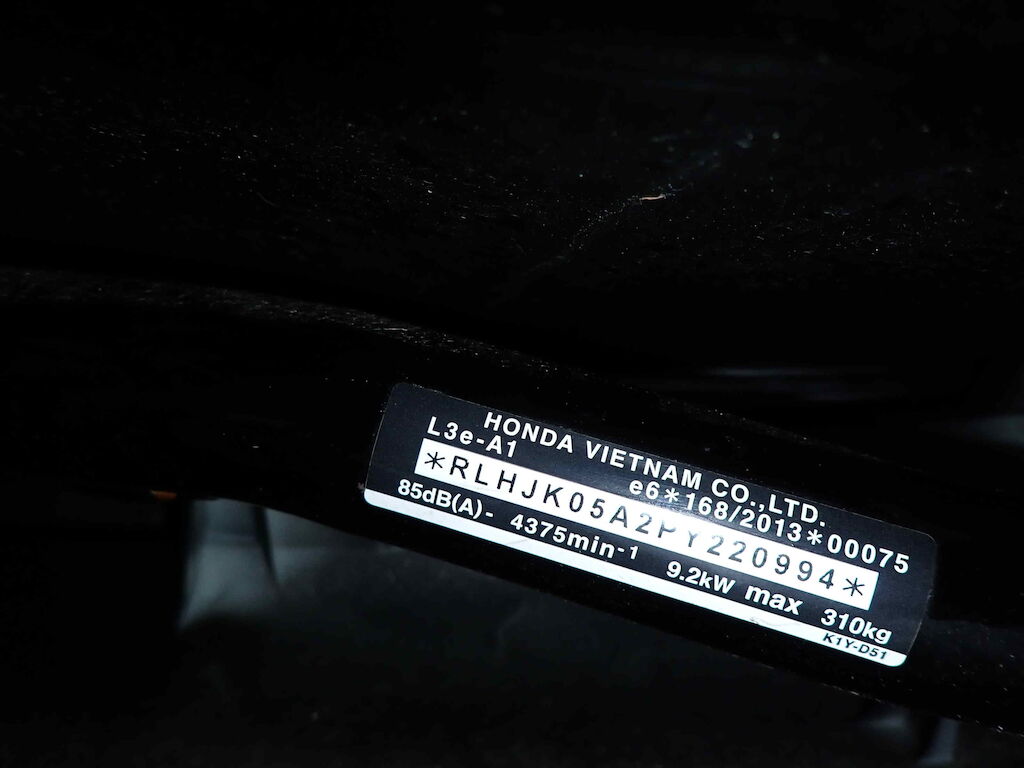 HONDA VIETNAM CO.,LTD.
L3e-A1 e6*168/2013*00075
*RLHJK05A2PY220994*
85dB(A)- 4375min-1 9.2kW max 310kg
K1Y-D51